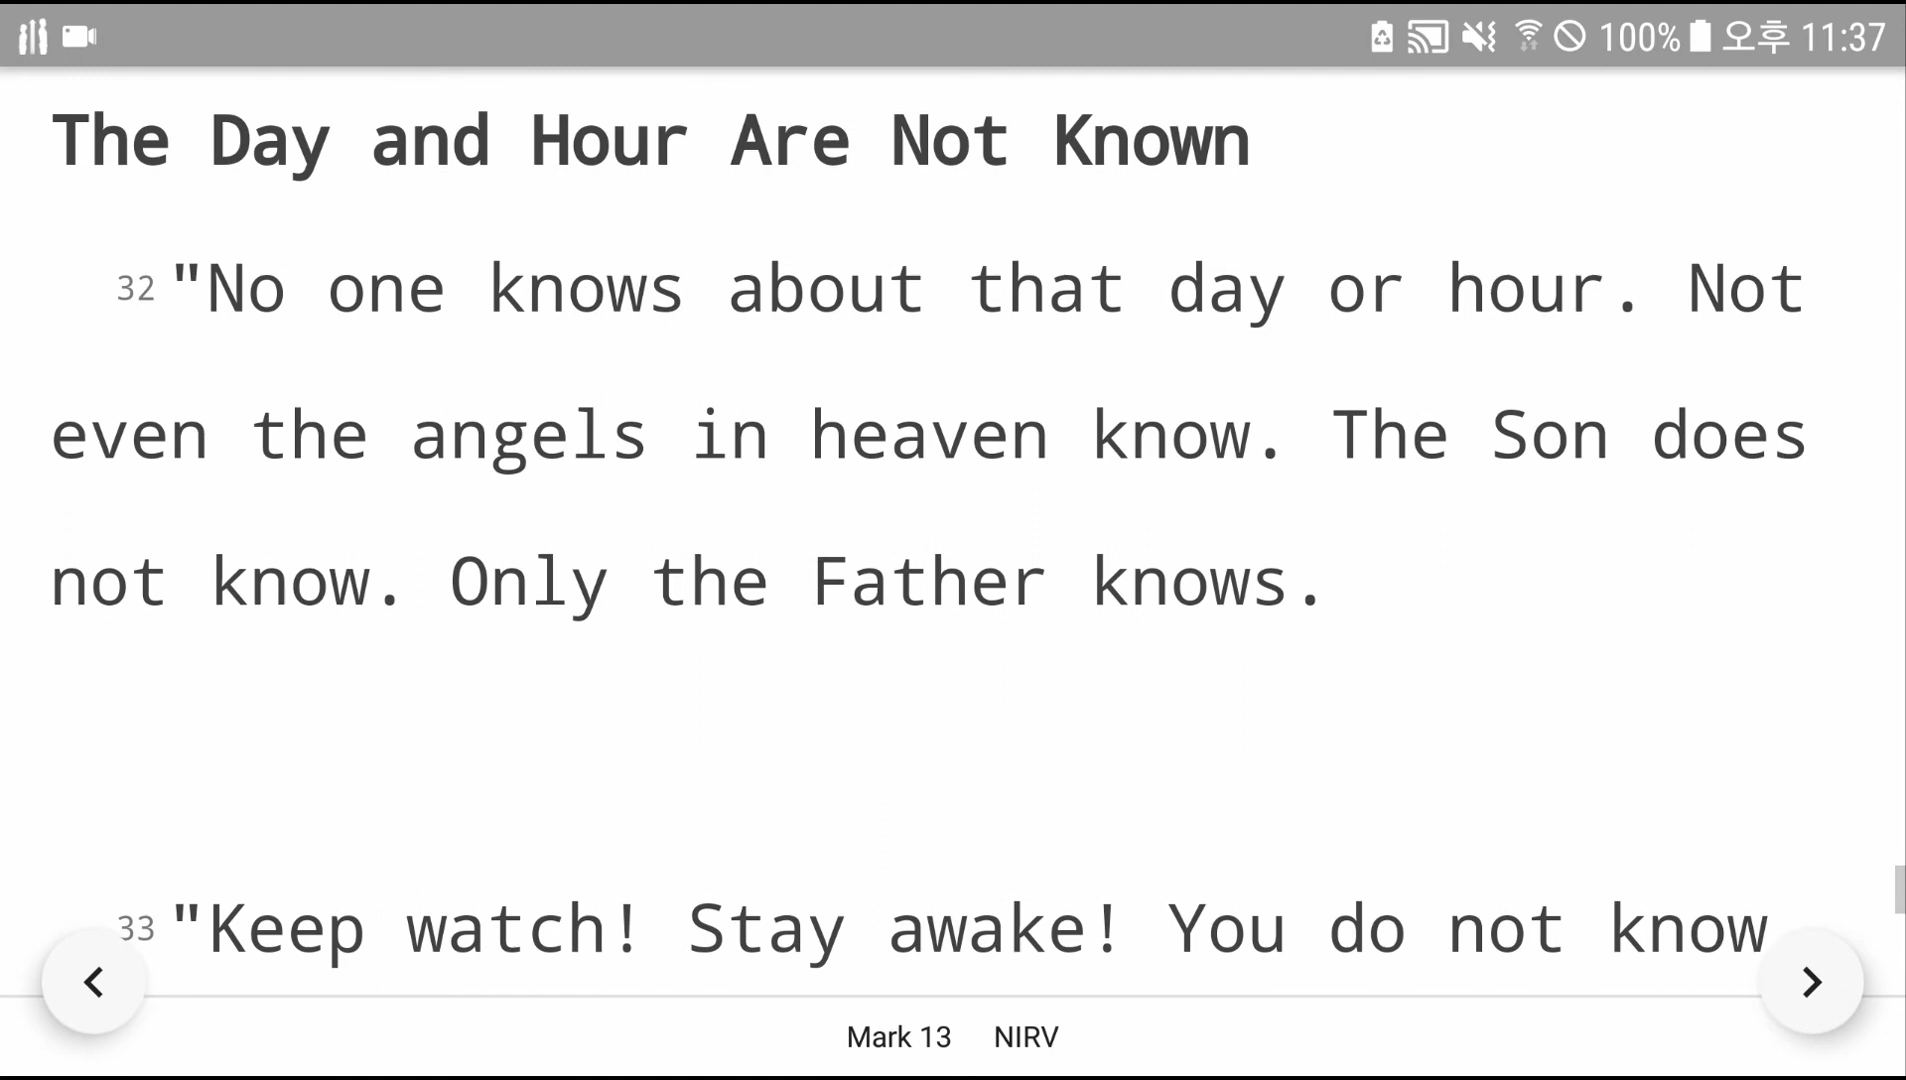 100% 오후 11:37
The Day and Hour Are Not Known
32 "No one knows about that day or hour. Not
even the angels in heaven know. The Son does
not know. Only the Father knows.
33 "Keep watch! Stay awake! You do not know
Mark 13 NIRV